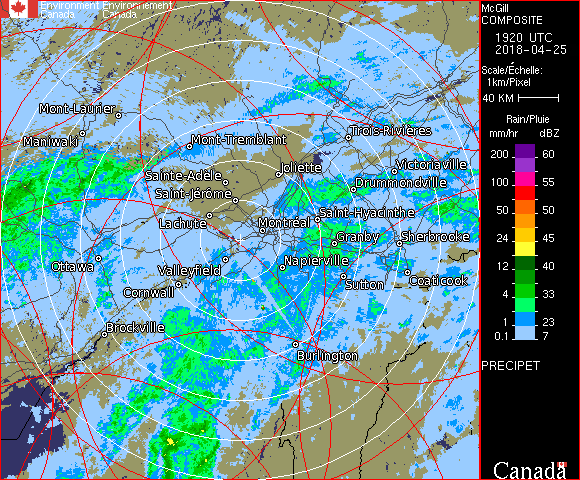 Environment Environnement
Canada Canada
McGill
COMPOSITE
1920 UTC
2018-04-25
Scale/Échelle:
1km/Pixel
40 KM
Rain/Pluie
mm/hr dBZ
200 60
100 55
50 50
24 45
12 40
4 33
1 23
0.1 7
PRECIPET
Canada
Mont-Laurier
Maniwaki
Mont-Tremblant
Trois-Rivières
Joliette
Victoriaville
Sainte-Adèle
Drummondville
Saint-Jérôme
Saint-Hyacinthe
Lachute
Montréal
Granby
Sherbrooke
Ottawa
Valleyfield
Napierville
Sutton
Coaticook
Cornwall
Brockville
Burlington